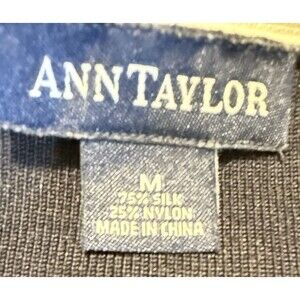 ANN TAYLOR
M
75% SILK
25% NYLON
MADE IN CHINA